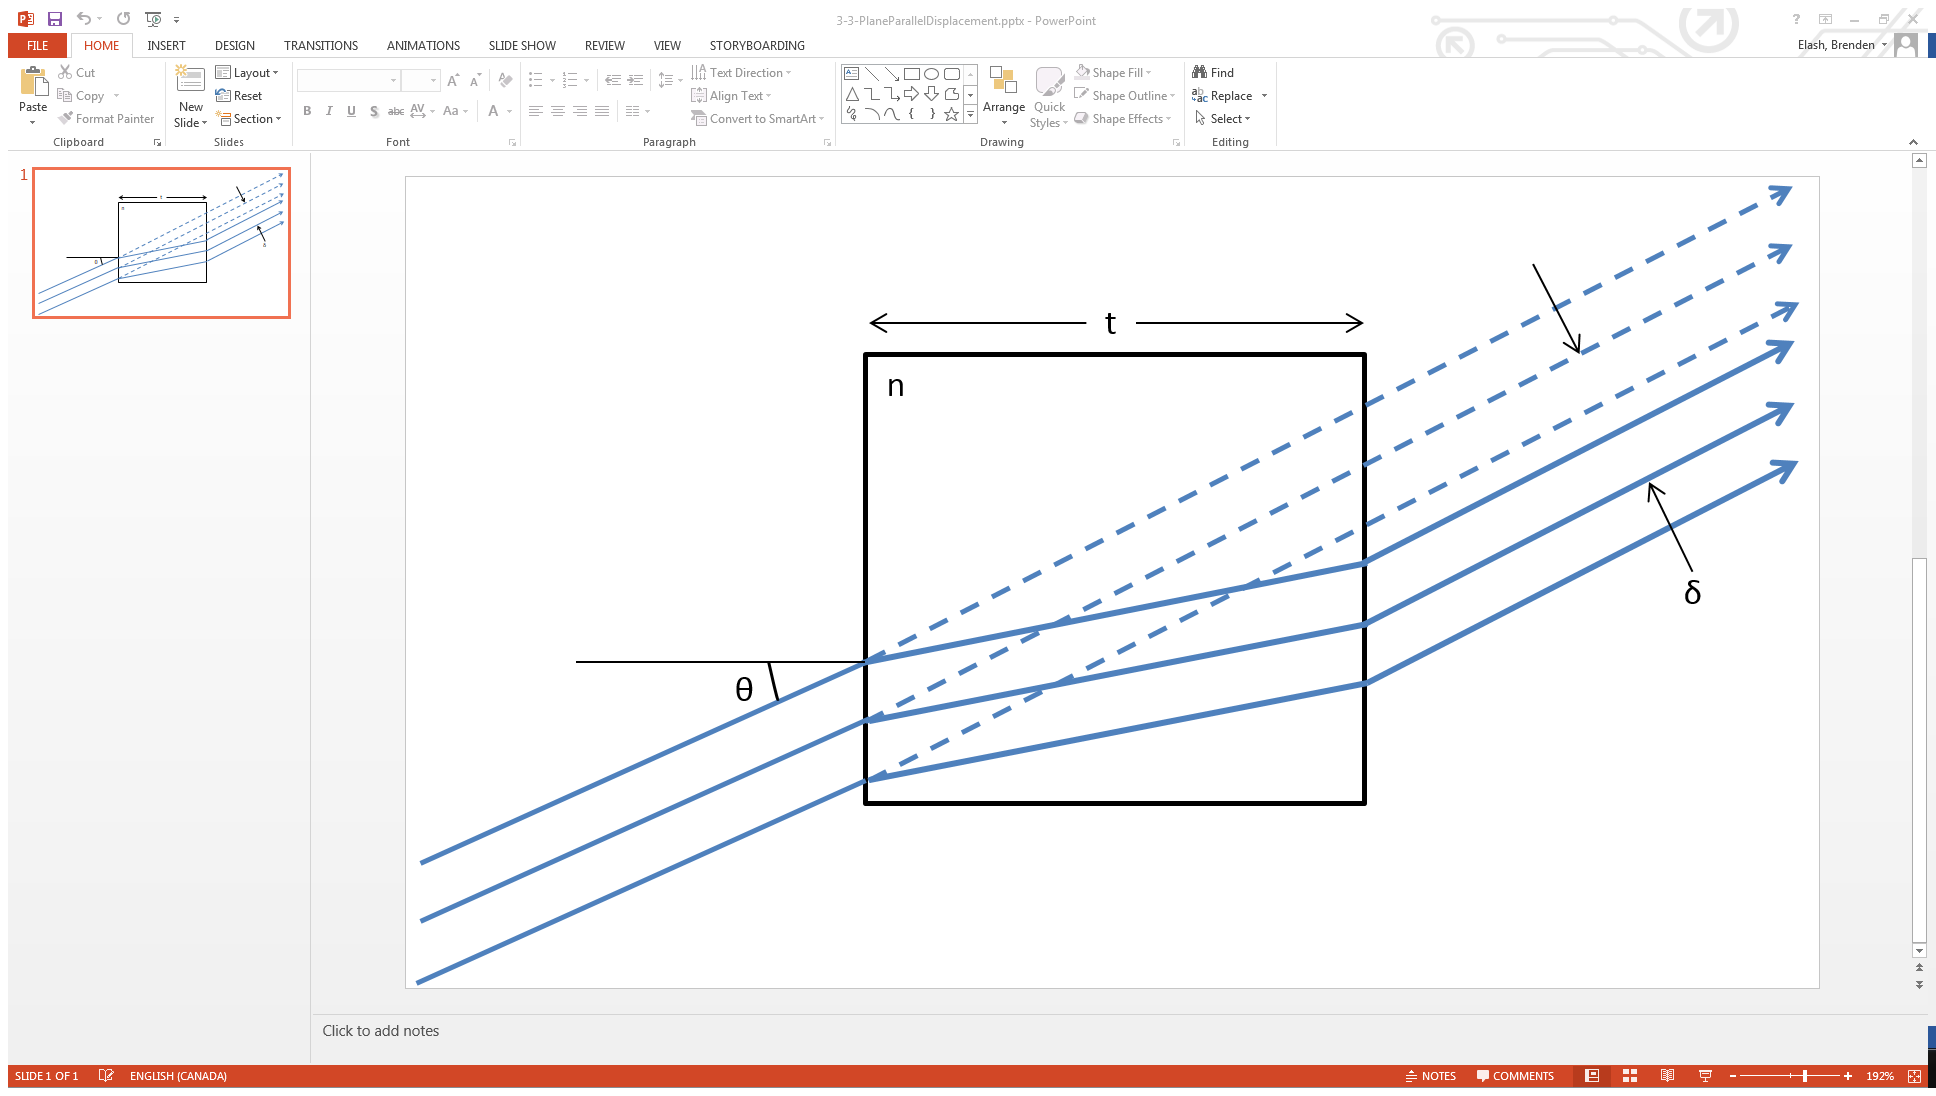 3-3-PlaneParallelDisplacement.pptx - PowerPoint
?
FILE HOME INSERT DESIGN TRANSITIONS ANIMATIONS SLIDE SHOW REVIEW VIEW STORYBOARDING
Elash, Brenden
Paste
Cut
Copy
Format Painter
Clipboard
New
Slide
Layout
Reset
Section
Slides
B I U S abc AV Aa A
A A
Font
Text Direction
Align Text
Convert to SmartArt
Paragraph
Arrange
Quick
Styles
Shape Fill
Shape Outline
Shape Effects
Drawing
Find
Replace
Select
Editing
1
t
n
θ
δ
Click to add notes
SLIDE 1 OF 1 ENGLISH (CANADA) NOTES COMMENTS 192%